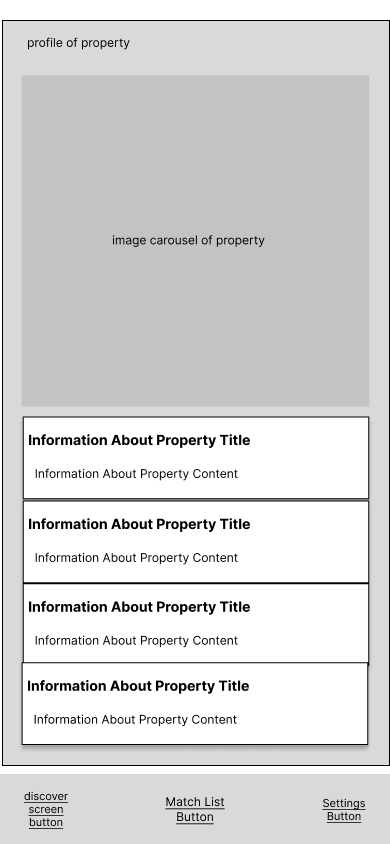 profile of property
image carousel of property
Information About Property Title
Information About Property Content
Information About Property Title
Information About Property Content
Information About Property Title
Information About Property Content
Information About Property Title
Information About Property Content
discover
screen
button
Match List
Button
Settings
Button